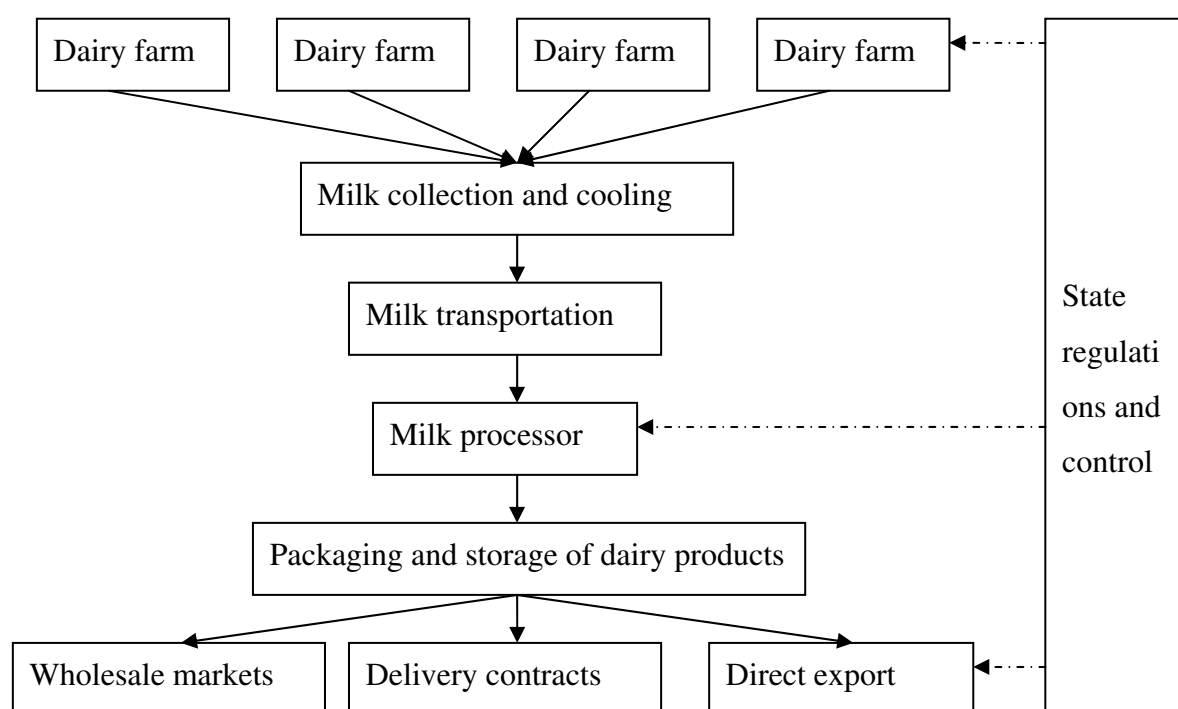 Dairy farm
Dairy farm
Dairy farm
Dairy farm
Milk collection and cooling
Milk transportation
State
regulati
ons and
control
Milk processor
Packaging and storage of dairy products
Wholesale markets
Delivery contracts
Direct export